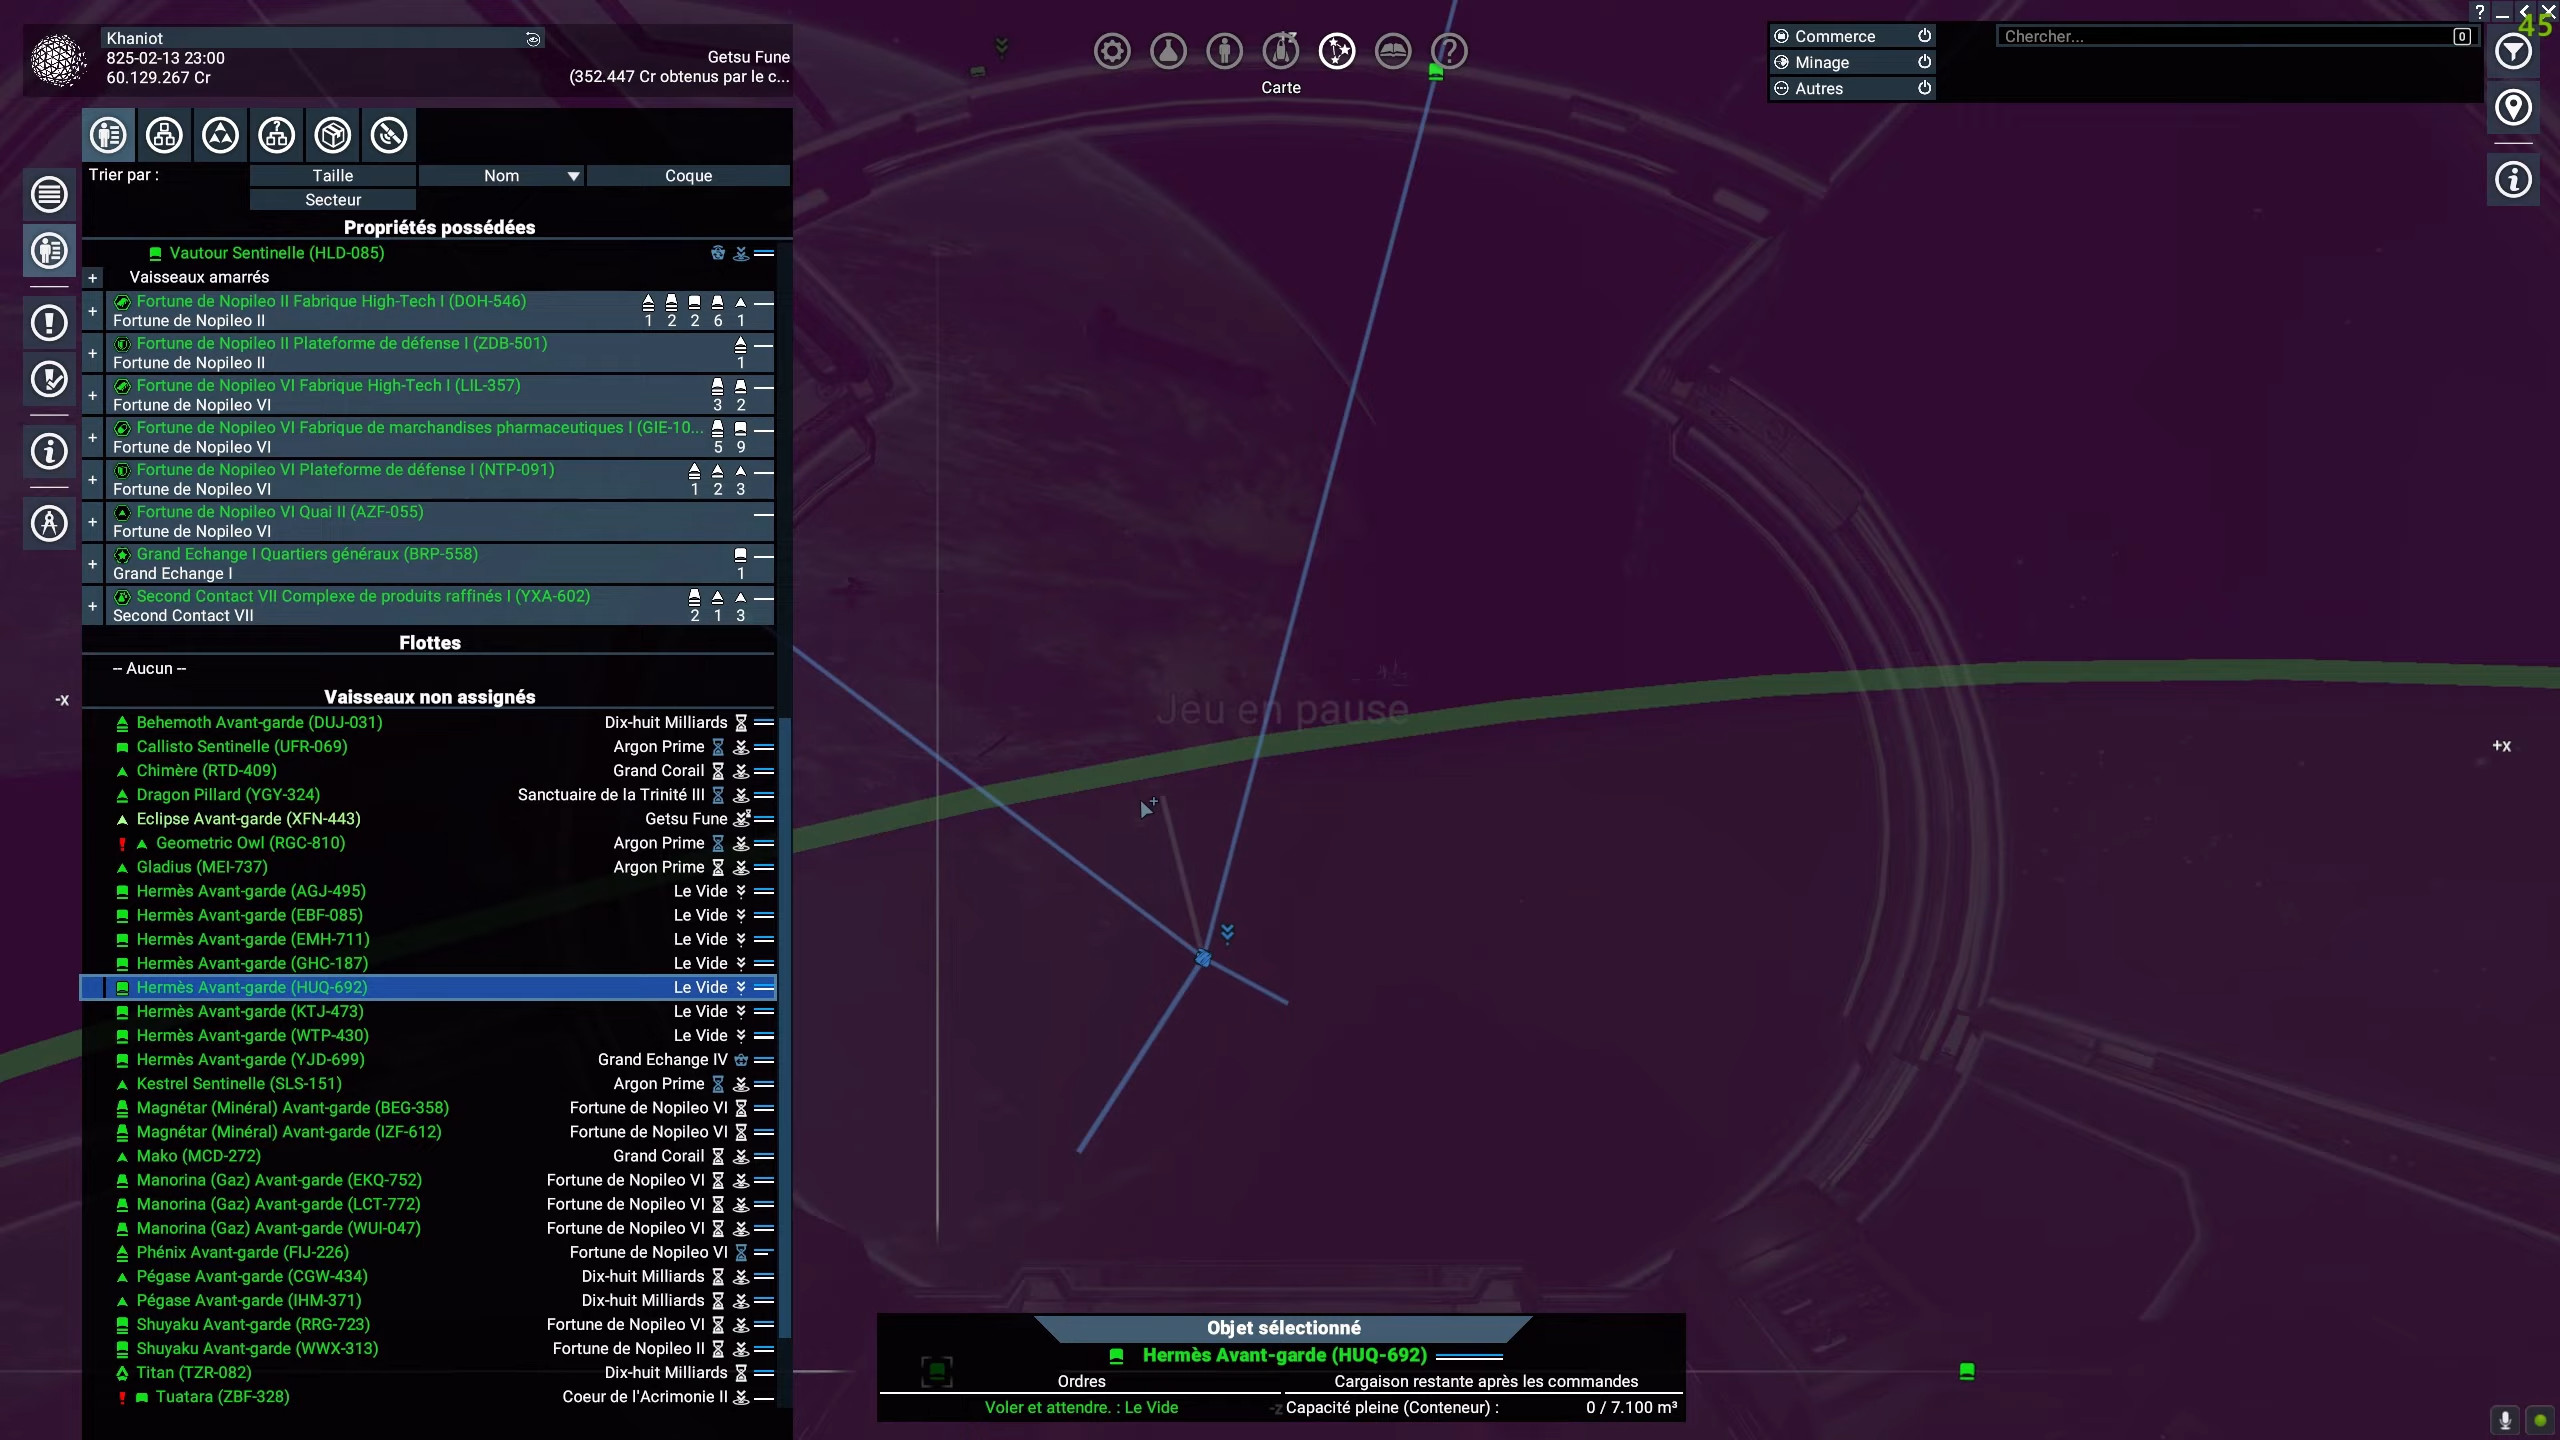 ?
45
Khaniot
825-02-13 23:00
60.129.267 Cr
Getsu Fune
(352.447 Cr obtenus par le c...
Carte
Commerce
Minage
Autres
Chercher...
0
Trier par :
Taille
Nom
Coque
Secteur
Propriétés possédées
Vautour Sentinelle (HLD-085)
+ Vaisseaux amarrés
+ Fortune de Nopileo II Fabrique High-Tech I (DOH-546)
Fortune de Nopileo II 1 2 2 6 1
+ Fortune de Nopileo II Plateforme de défense I (ZDB-501)
Fortune de Nopileo II 1
+ Fortune de Nopileo VI Fabrique High-Tech I (LIL-357)
Fortune de Nopileo VI 3 2
+ Fortune de Nopileo VI Fabrique de marchandises pharmaceutiques I (GIE-10...
Fortune de Nopileo VI 5 9
+ Fortune de Nopileo VI Plateforme de défense I (NTP-091)
Fortune de Nopileo VI 1 2 3
+ Fortune de Nopileo VI Quai II (AZF-055)
Fortune de Nopileo VI
+ Grand Echange I Quartiers généraux (BRP-558)
Grand Echange I 1
+ Second Contact VII Complexe de produits raffinés I (YXA-602)
Second Contact VII 2 1 3
Flottes
-- Aucun --
Vaisseaux non assignés
-x
Behemoth Avant-garde (DUJ-031) Dix-huit Milliards
Callisto Sentinelle (UFR-069) Argon Prime
Chimère (RTD-409) Grand Corail
Dragon Pillard (YGY-324) Sanctuaire de la Trinité III
Eclipse Avant-garde (XFN-443) Getsu Fune
! Geometric Owl (RGC-810) Argon Prime
Gladius (MEI-737) Argon Prime
Hermès Avant-garde (AGJ-495) Le Vide
Hermès Avant-garde (EBF-085) Le Vide
Hermès Avant-garde (EMH-711) Le Vide
Hermès Avant-garde (GHC-187) Le Vide
Hermès Avant-garde (HUQ-692) Le Vide
Hermès Avant-garde (KTJ-473) Le Vide
Hermès Avant-garde (WTP-430) Le Vide
Hermès Avant-garde (YJD-699) Grand Echange IV
Kestrel Sentinelle (SLS-151) Argon Prime
Magnétar (Minéral) Avant-garde (BEG-358) Fortune de Nopileo VI
Magnétar (Minéral) Avant-garde (IZF-612) Fortune de Nopileo VI
Mako (MCD-272) Grand Corail
Manorina (Gaz) Avant-garde (EKQ-752) Fortune de Nopileo VI
Manorina (Gaz) Avant-garde (LCT-772) Fortune de Nopileo VI
Manorina (Gaz) Avant-garde (WUI-047) Fortune de Nopileo VI
Phénix Avant-garde (FIJ-226) Fortune de Nopileo VI
Pégase Avant-garde (CGW-434) Dix-huit Milliards
Pégase Avant-garde (IHM-371) Dix-huit Milliards
Shuyaku Avant-garde (RRG-723) Fortune de Nopileo VI
Shuyaku Avant-garde (WWX-313) Fortune de Nopileo II
Titan (TZR-082) Dix-huit Milliards
! Tuatara (ZBF-328) Coeur de l'Acrimonie II
Jeu en pause
+x
Objet sélectionné
Hermès Avant-garde (HUQ-692)
Ordres
Cargaison restante après les commandes
Voler et attendre. : Le Vide
-z
Capacité pleine (Conteneur) : 0 / 7.100 m³